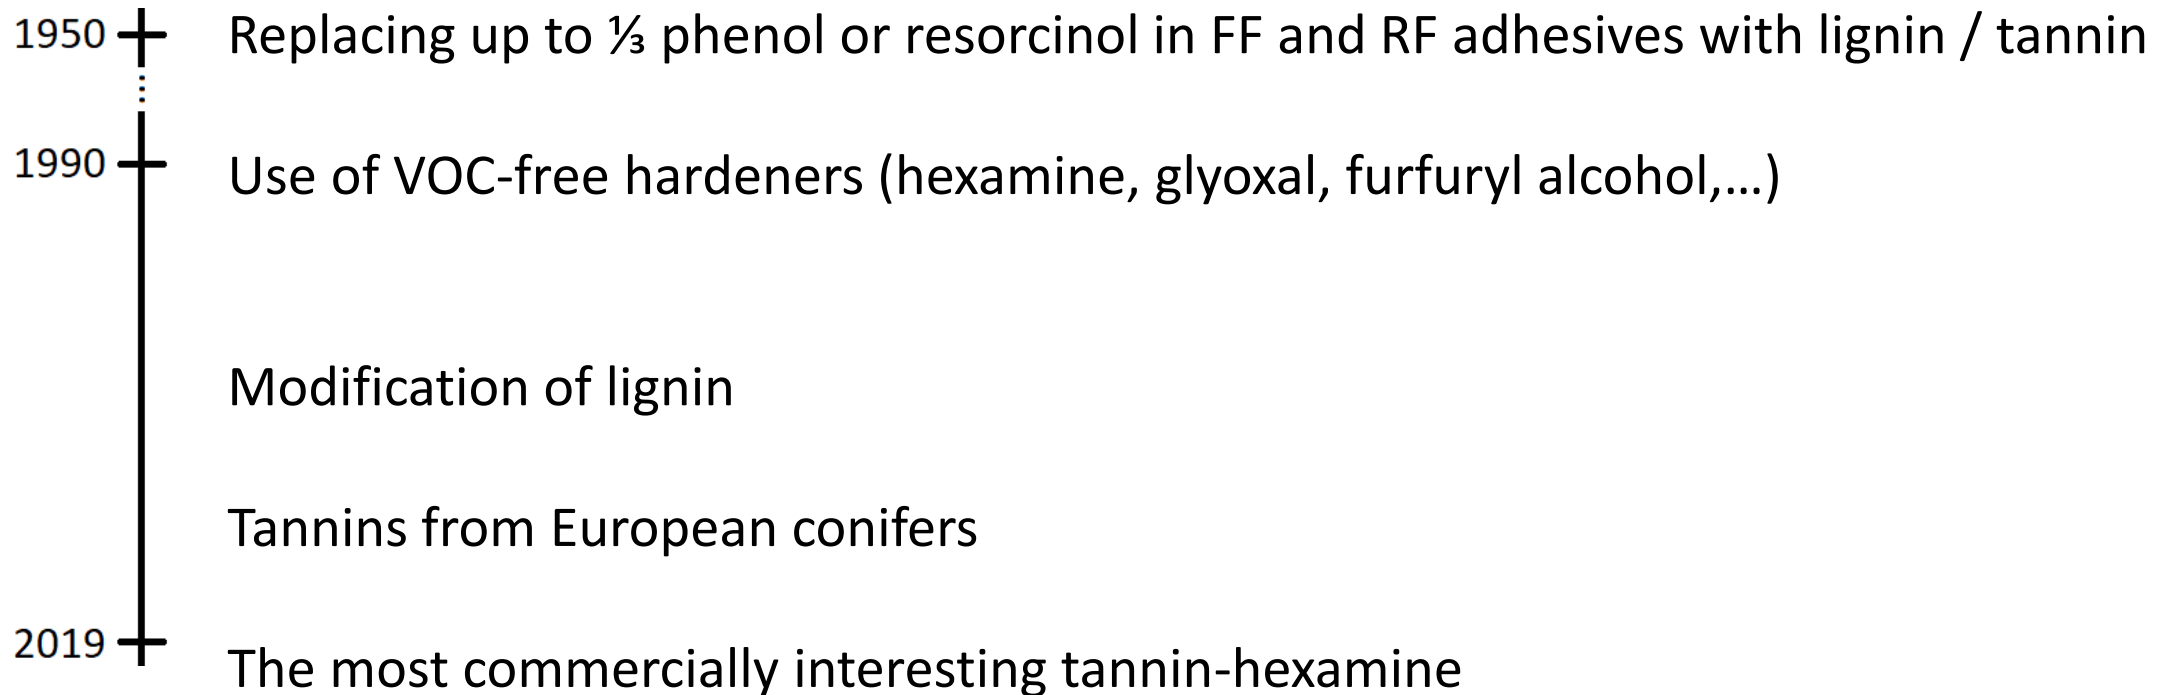 1950 Replacing up to ⅓ phenol or resorcinol in FF and RF adhesives with lignin / tannin
1990 Use of VOC-free hardeners (hexamine, glyoxal, furfuryl alcohol,...)
Modification of lignin
Tannins from European conifers
2019 The most commercially interesting tannin-hexamine